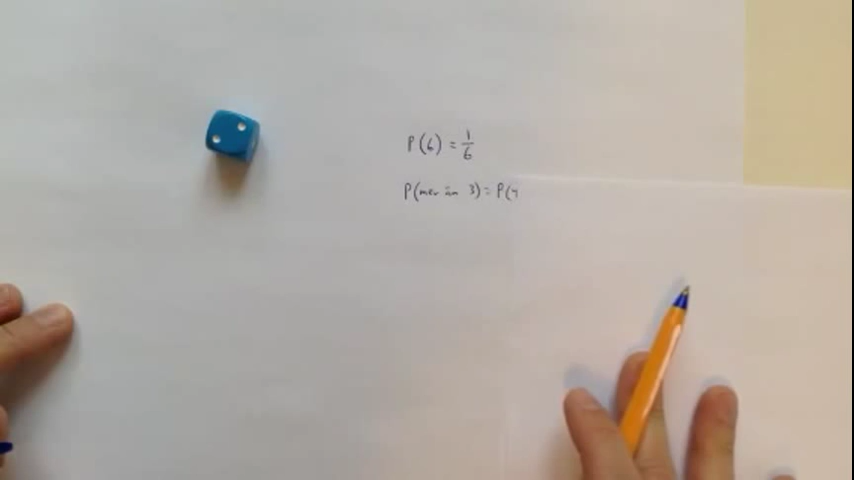 P(6) = 1/6
P(mer än 3) = P(4